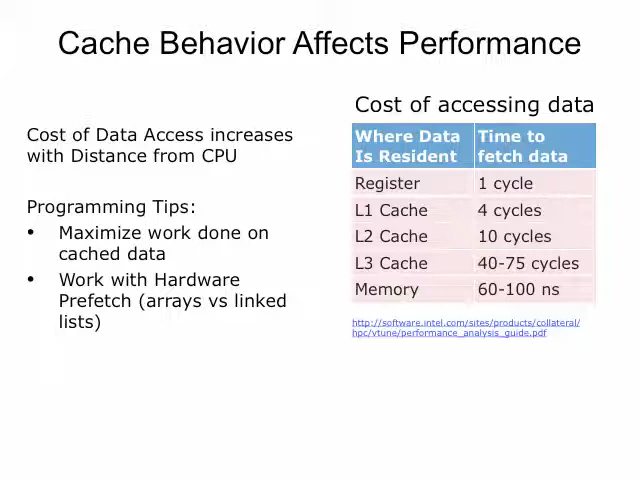 Cache Behavior Affects Performance
Cost of Data Access increases
with Distance from CPU
Programming Tips:
• Maximize work done on
cached data
• Work with Hardware
Prefetch (arrays vs linked
lists)
Cost of accessing data
Where Data Is Resident | Time to fetch data
Register | 1 cycle
L1 Cache | 4 cycles
L2 Cache | 10 cycles
L3 Cache | 40-75 cycles
Memory | 60-100 ns
http://software.intel.com/sites/products/collateral/
hpc/vtune/performance_analysis_guide.pdf